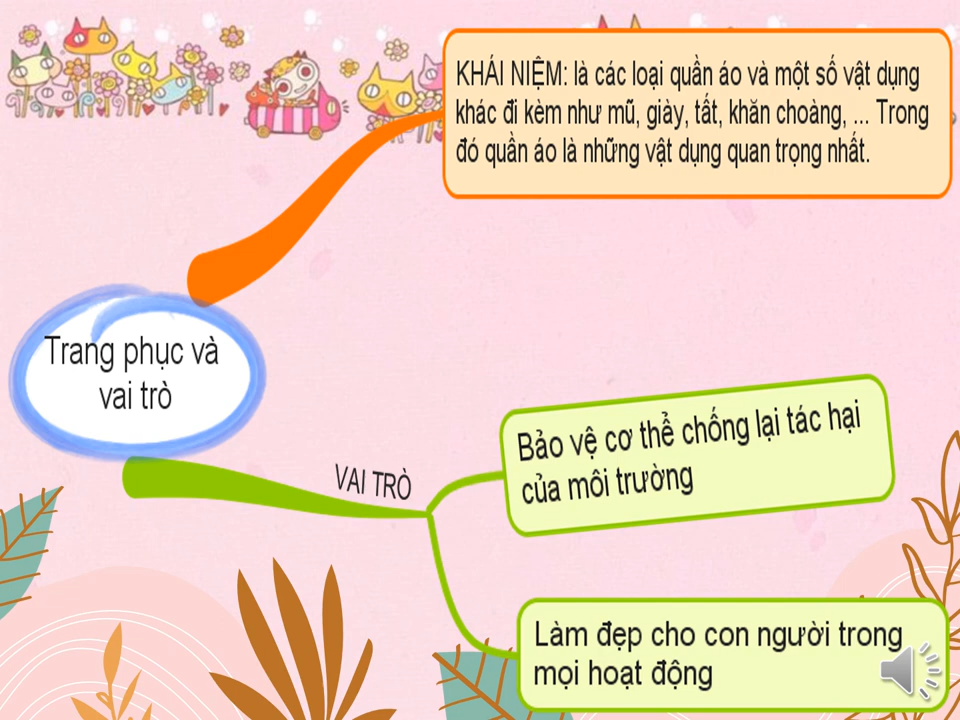 KHÁI NIỆM: là các loại quần áo và một số vật dụng
khác đi kèm như mũ, giày, tất, khăn choàng, ... Trong
đó quần áo là những vật dụng quan trọng nhất.
Trang phục và
vai trò
VAI TRÒ
Bảo vệ cơ thể chống lại tác hại
của môi trường
Làm đẹp cho con người trong
mọi hoạt động